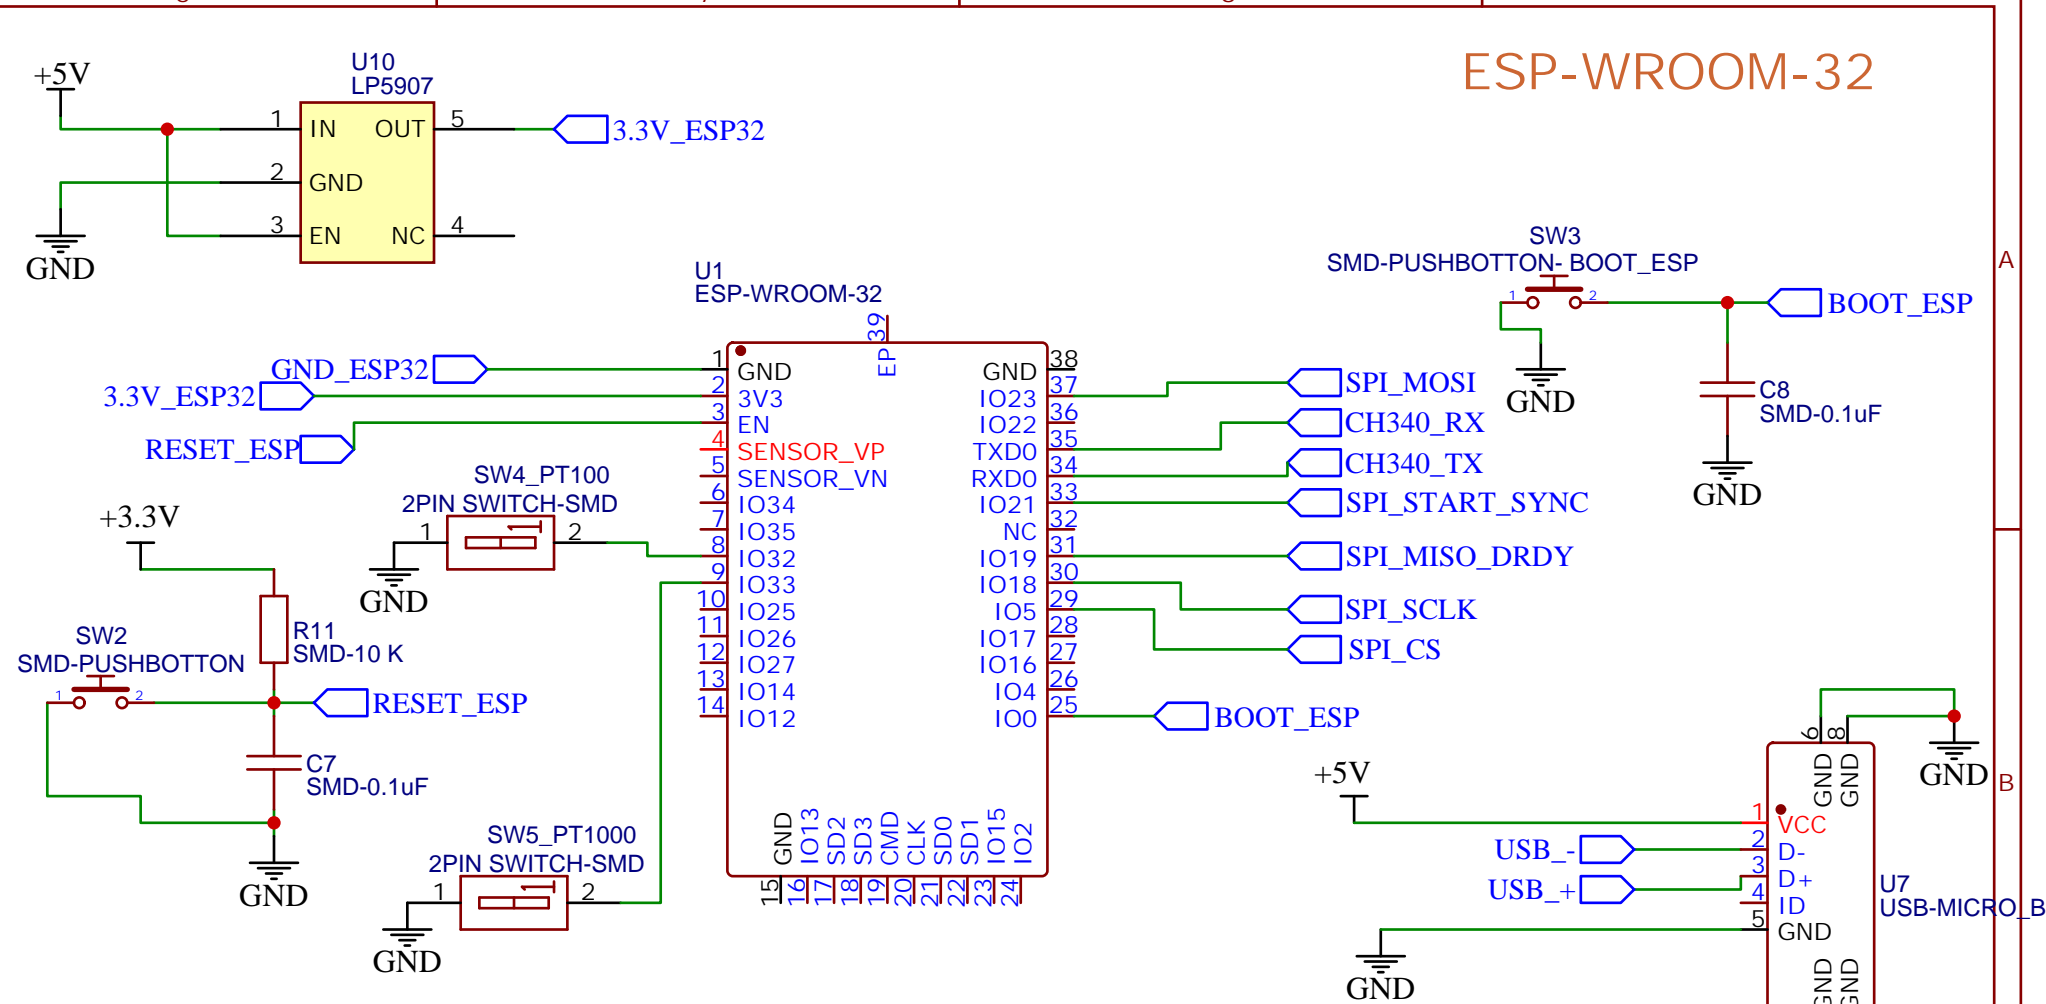 ESP-WROOM-32
+5V
U10
LP5907
1
IN
OUT
5
3.3V_ESP32
2
GND
3
EN
NC
4
GND
SW3
SMD-PUSHBOTTON- BOOT_ESP
1
2
BOOT_ESP
GND
C8
SMD-0.1uF
GND
A
U1
ESP-WROOM-32
39
EP
GND_ESP32
3.3V_ESP32
RESET_ESP
1
GND
2
3V3
3
EN
4
SENSOR_VP
5
SENSOR_VN
6
IO34
7
IO35
8
IO32
9
IO33
10
IO25
11
IO26
12
IO27
13
IO14
14
IO12
38
GND
37
IO23
36
IO22
35
TXD0
34
RXD0
33
IO21
32
NC
31
IO19
30
IO18
29
IO5
28
IO17
27
IO16
26
IO4
25
IO0
GND
IO13
SD2
SD3
CMD
CLK
SD0
SD1
IO15
IO2
15
16
17
18
19
20
21
22
23
24
SPI_MOSI
CH340_RX
CH340_TX
SPI_START_SYNC
SPI_MISO_DRDY
SPI_SCLK
SPI_CS
BOOT_ESP
SW4_PT100
2PIN SWITCH-SMD
1
2
GND
+3.3V
R11
SMD-10 K
SW2
SMD-PUSHBOTTON
1
2
RESET_ESP
C7
SMD-0.1uF
GND
SW5_PT1000
2PIN SWITCH-SMD
1
2
GND
+5V
USB_-
USB_+
GND
6
8
GND
GND
GND
1
VCC
2
D-
3
D+
4
ID
5
GND
U7
USB-MICRO_B
B